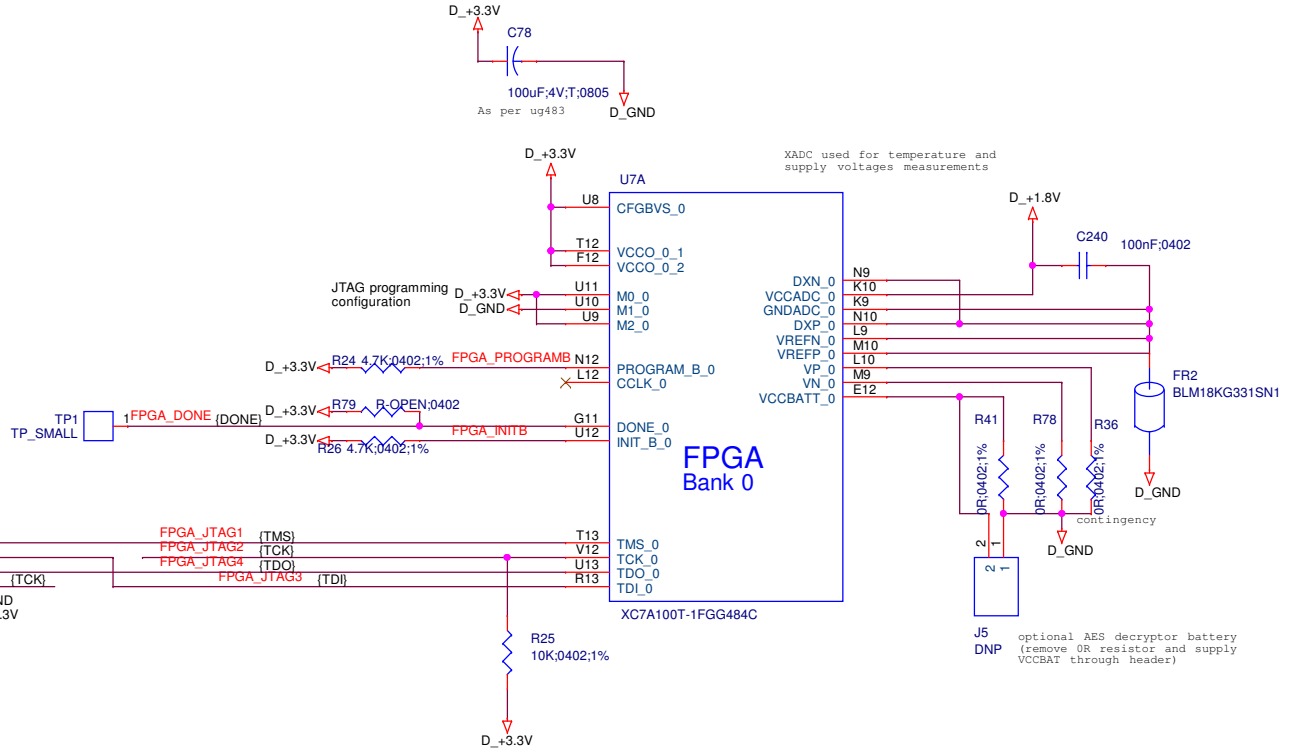 D_+3.3V
C78
100uF;4V;T;0805
As per ug483
D_GND
D_+3.3V
XADC used for temperature and
supply voltages measurements
U7A
D_+1.8V
U8
CFGBVS_0
C240
100nF;0402
T12
VCCO_0_1
F12
VCCO_0_2
JTAG programming
configuration
D_+3.3V
U11
M0_0
D_GND
U10
M1_0
U9
M2_0
DXN_0
N9
VCCADC_0
K10
GNDADC_0
K9
DXP_0
N10
VREFN_0
L9
VREFP_0
M10
VP_0
L10
VN_0
M9
VCCBATT_0
E12
D_+3.3V
R24 4.7K;0402;1%
FPGA_PROGRAMB
N12
PROGRAM_B_0
L12
CCLK_0
FR2
BLM18KG331SN1
D_+3.3V
R79
R-OPEN;0402
TP1
TP_SMALL
1
FPGA_DONE
{DONE}
G11
DONE_0
D_+3.3V
R26 4.7K;0402;1%
FPGA_INITB
U12
INIT_B_0
R41
0R;0402;1%
R78
0R;0402;1%
R36
0R;0402;1%
FPGA
Bank 0
D_GND
contingency
D_GND
FPGA_JTAG1
{TMS}
T13
TMS_0
FPGA_JTAG2
{TCK}
V12
TCK_0
FPGA_JTAG4
{TDO}
U13
TDO_0
{TCK}
FPGA_JTAG3
{TDI}
R13
TDI_0
2
1
2
1
ND
.3V
XC7A100T-1FGG484C
R25
10K;0402;1%
J5
DNP
optional AES decryptor battery
(remove 0R resistor and supply
VCCBAT through header)
D_+3.3V